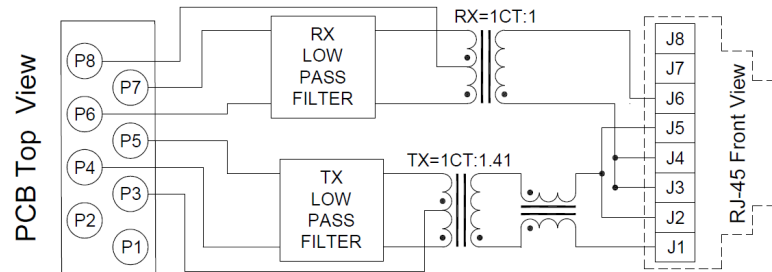 PCB Top View
P8
P7
P6
P5
P4
P3
P2
P1
RX
LOW
PASS
FILTER
RX=1CT:1
TX
LOW
PASS
FILTER
TX=1CT:1.41
J8
J7
J6
J5
J4
J3
J2
J1
RJ-45 Front View